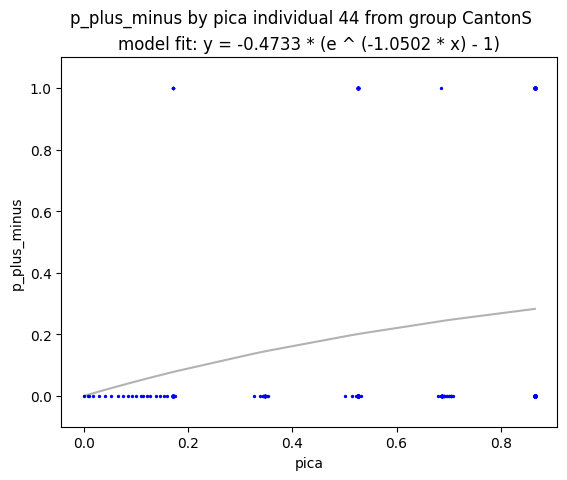 p_plus_minus by pica individual 44 from group CantonS
model fit: y = -0.4733 * (e ^ (-1.0502 * x) - 1)
1.0
0.8
0.6
0.4
0.2
0.0
p_plus_minus
0.0 0.2 0.4 0.6 0.8
pica